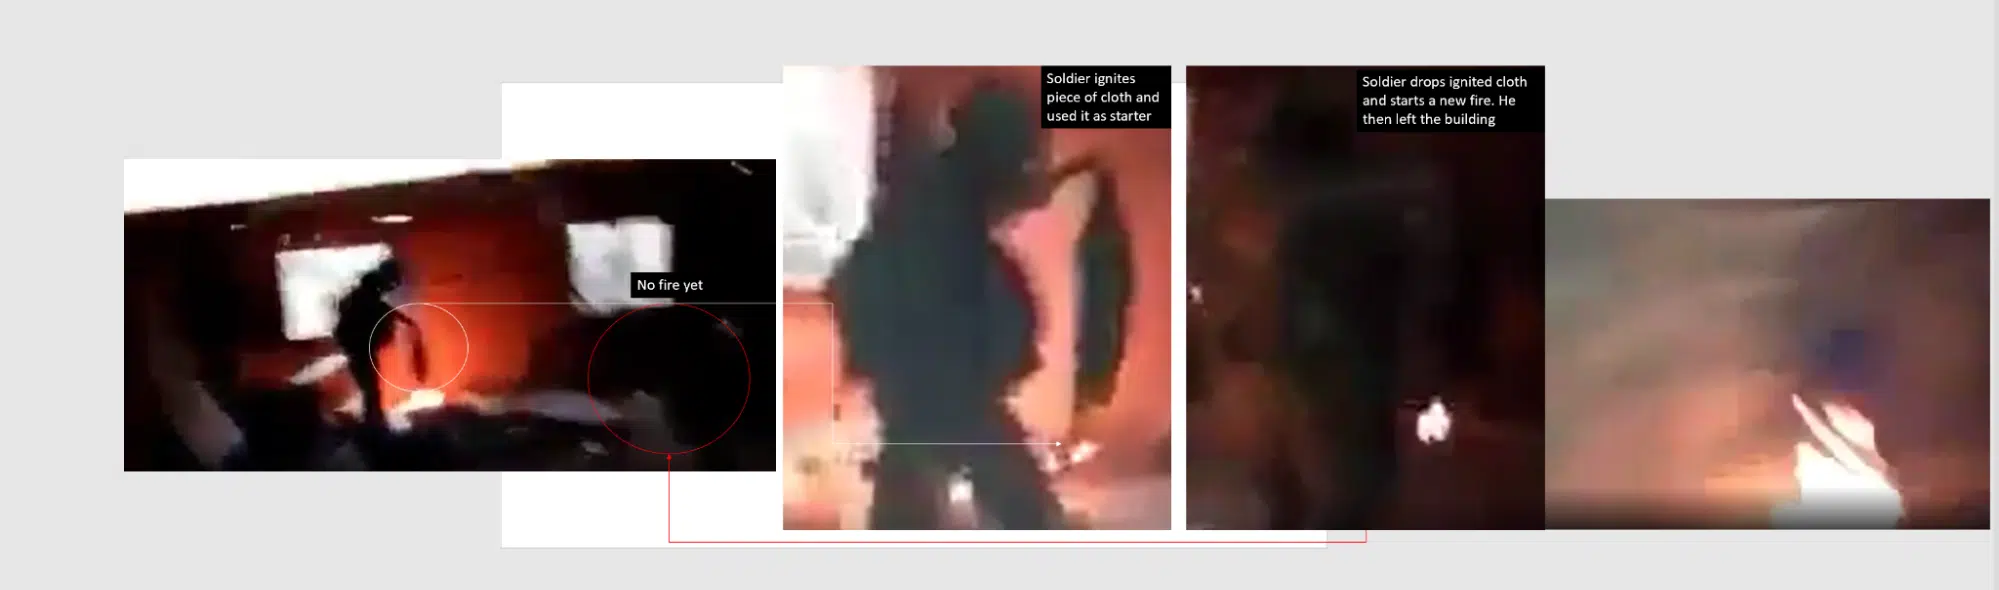 No fire yet
Soldier ignites
piece of cloth and
used it as starter
Soldier drops ignited cloth
and starts a new fire. He
then left the building